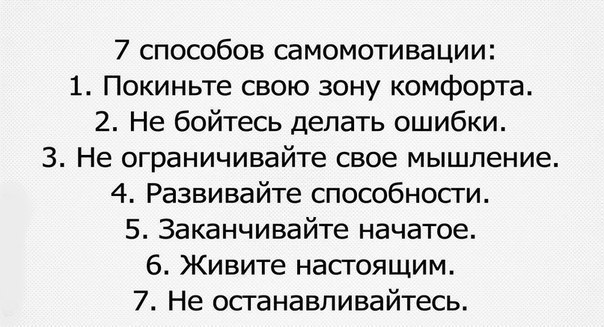 7 способов самомотивации:
1. Покиньте свою зону комфорта.
2. Не бойтесь делать ошибки.
3. Не ограничивайте свое мышление.
4. Развивайте способности.
5. Заканчивайте начатое.
6. Живите настоящим.
7. Не останавливайтесь.